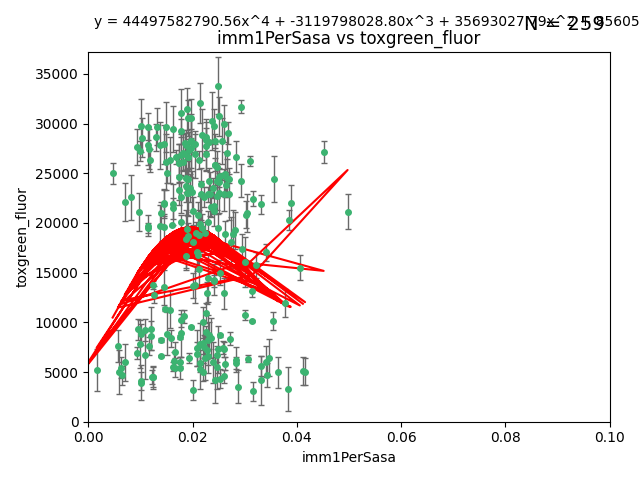 y = 44497582790.56x^4 + -3119798028.80x^3 + 35693027
N = 259
imm1PerSasa vs toxgreen_fluor
35000
30000
25000
20000
15000
10000
5000
0
toxgreen_fluor
0.00 0.02 0.04 0.06 0.08 0.10
imm1PerSasa